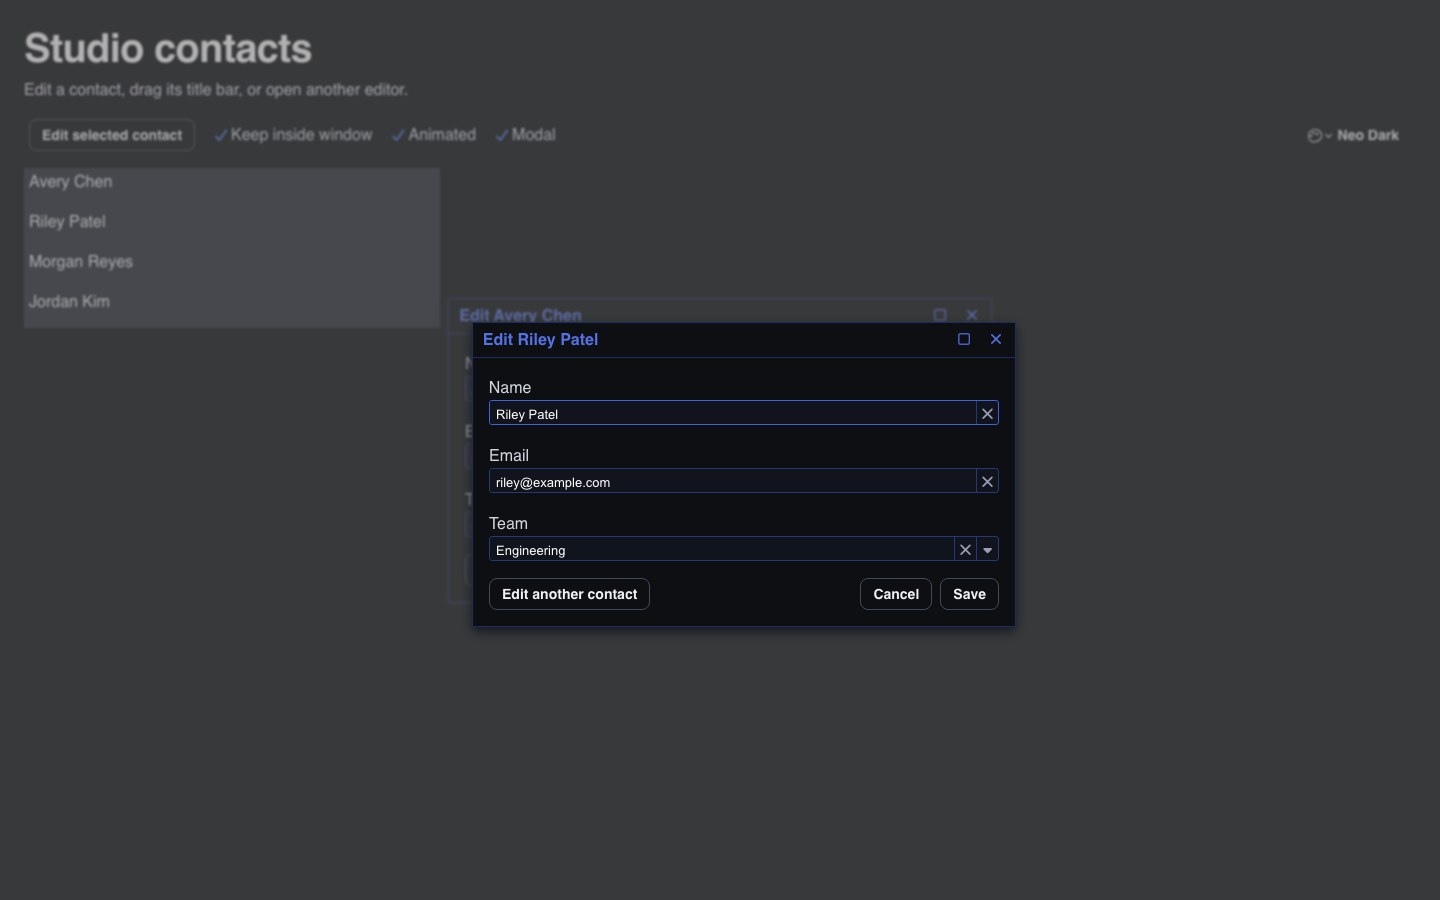 Studio contacts
Edit a contact, drag its title bar, or open another editor.
Edit selected contact
Keep inside window
Animated
Modal
Neo Dark
Avery Chen
Riley Patel
Morgan Reyes
Jordan Kim
Edit Avery Chen
Edit Riley Patel
Name
Riley Patel
Email
riley@example.com
Team
Engineering
Edit another contact
Cancel
Save